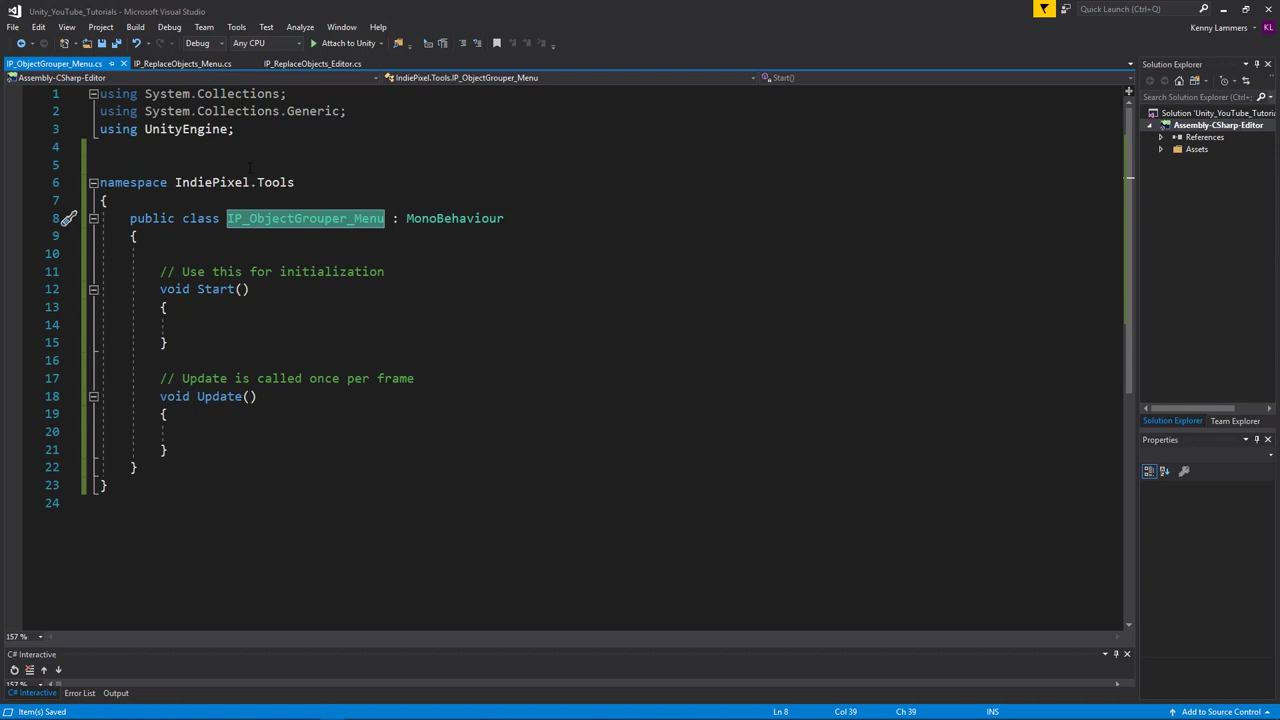 Unity_YouTube_Tutorials - Microsoft Visual Studio
Quick Launch (Ctrl+Q)
File Edit View Project Build Debug Team Tools Test Analyze Window Help
Kenny Lammers KL
Debug Any CPU Attach to Unity
IP_ObjectGrouper_Menu.cs IP_ReplaceObjects_Menu.cs IP_ReplaceObjects_Editor.cs
Solution Explorer
Assembly-CSharp-Editor IndiePixel.Tools.IP_ObjectGrouper_Menu Start()
Search Solution Explorer (Ctrl+
Solution 'Unity_YouTube_Tutoria
Assembly-CSharp-Editor
References
Assets
1 using System.Collections;
2 using System.Collections.Generic;
3 using UnityEngine;
4
5
6 namespace IndiePixel.Tools
7 {
8 public class IP_ObjectGrouper_Menu : MonoBehaviour
9 {
10
11 // Use this for initialization
12 void Start()
13 {
14
15 }
16
17 // Update is called once per frame
18 void Update()
19 {
20
21 }
22 }
23 }
24
Solution Explorer Team Explorer
Properties
157 %
C# Interactive
157 %
C# Interactive Error List Output
Item(s) Saved Ln 8 Col 39 Ch 39 INS Add to Source Control